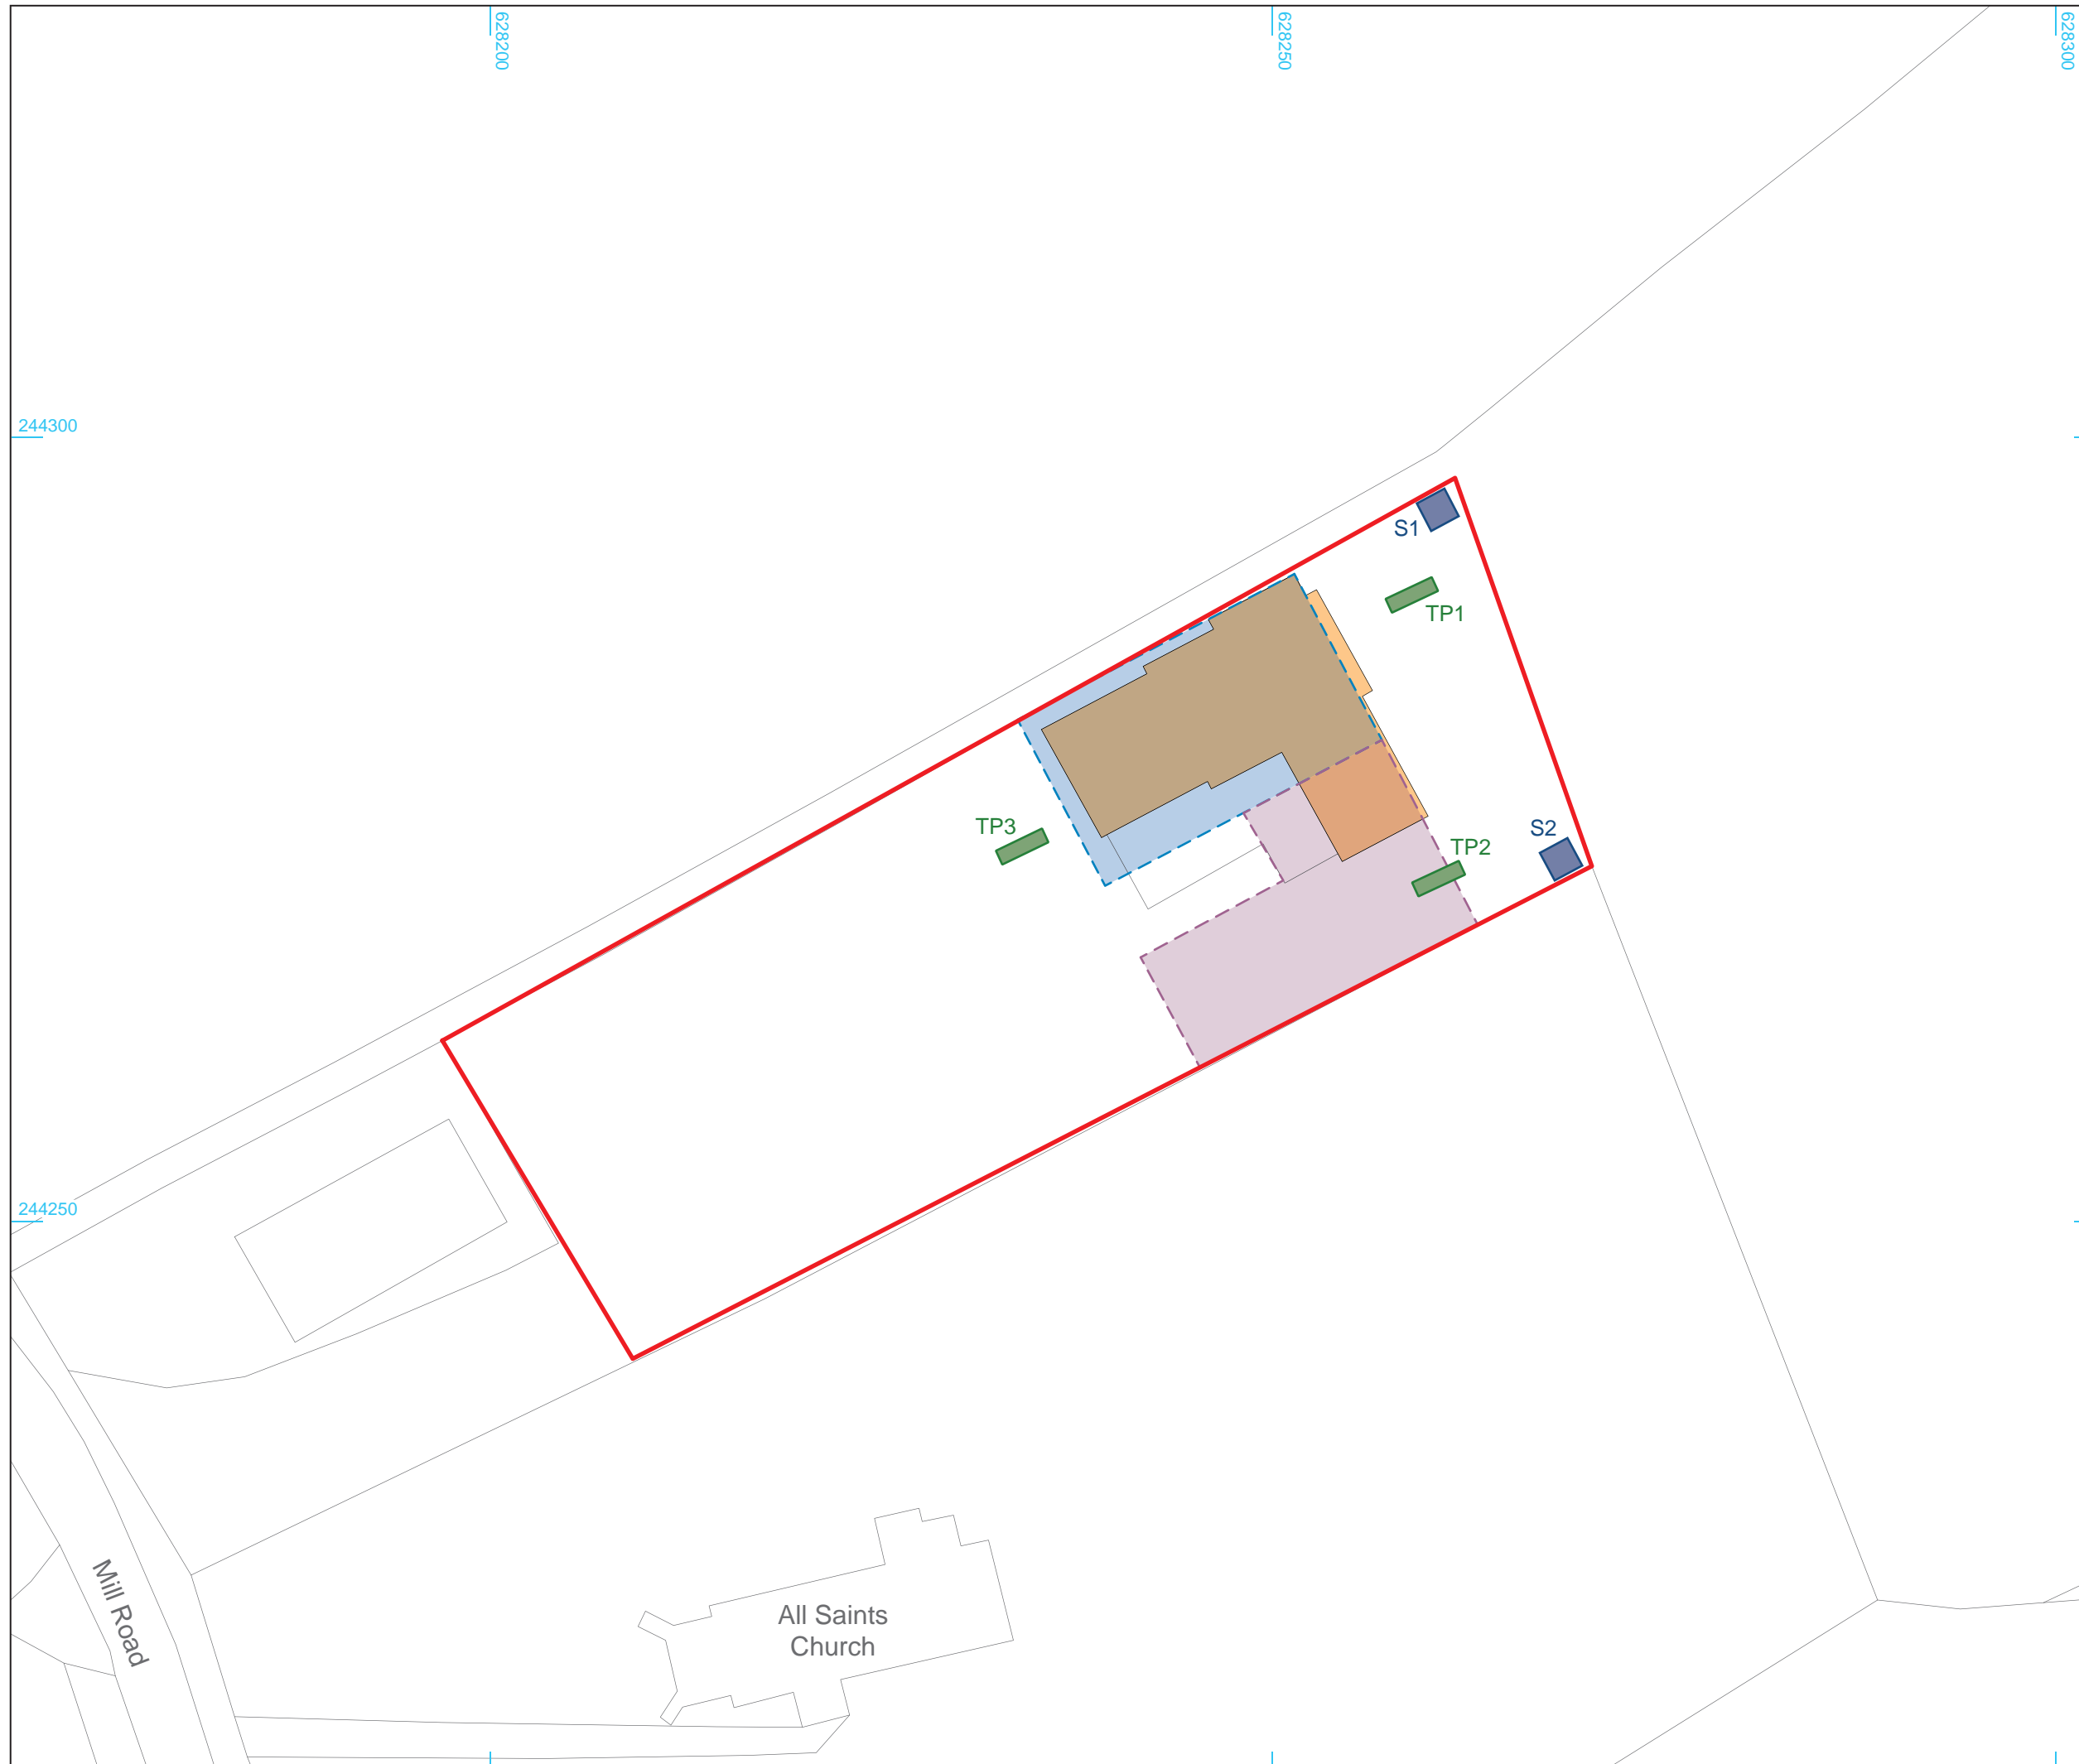 628200
628250
628300
244300
S1
TP1
TP3
S2
TP2
244250
Mill Road
All Saints
Church